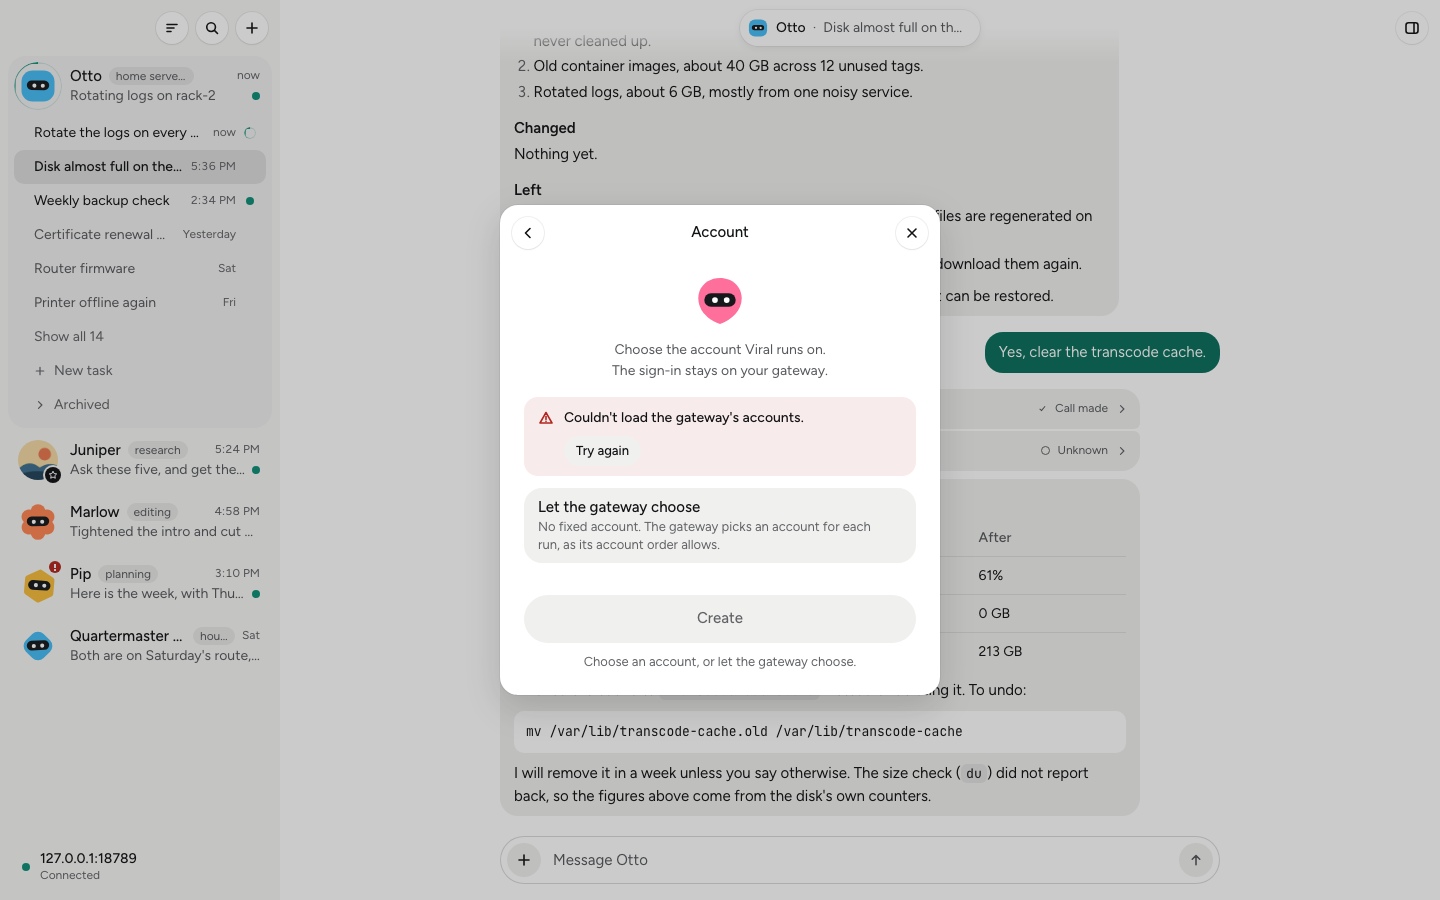 Otto
home serve...
now
Rotating logs on rack-2
Rotate the logs on every ...
now
Disk almost full on the...
5:36 PM
Weekly backup check
2:34 PM
Certificate renewal ...
Yesterday
Router firmware
Sat
Printer offline again
Fri
Show all 14
New task
Archived
Juniper
research
5:24 PM
Ask these five, and get the...
Marlow
editing
4:58 PM
Tightened the intro and cut ...
Pip
planning
3:10 PM
Here is the week, with Thu...
Quartermaster ...
hou...
Sat
Both are on Saturday's route,...
127.0.0.1:18789
Connected
Otto · Disk almost full on th...
never cleaned up.
2. Old container images, about 40 GB across 12 unused tags.
3. Rotated logs, about 6 GB, mostly from one noisy service.
Changed
Nothing yet.
Left
files are regenerated on
download them again.
t can be restored.
Yes, clear the transcode cache.
Call made
Unknown
After
61%
0 GB
213 GB
ng it. To undo:
mv /var/lib/transcode-cache.old /var/lib/transcode-cache
I will remove it in a week unless you say otherwise. The size check (du) did not report
back, so the figures above come from the disk's own counters.
Message Otto
Account
Choose the account Viral runs on.
The sign-in stays on your gateway.
Couldn't load the gateway's accounts.
Try again
Let the gateway choose
No fixed account. The gateway picks an account for each
run, as its account order allows.
Create
Choose an account, or let the gateway choose.